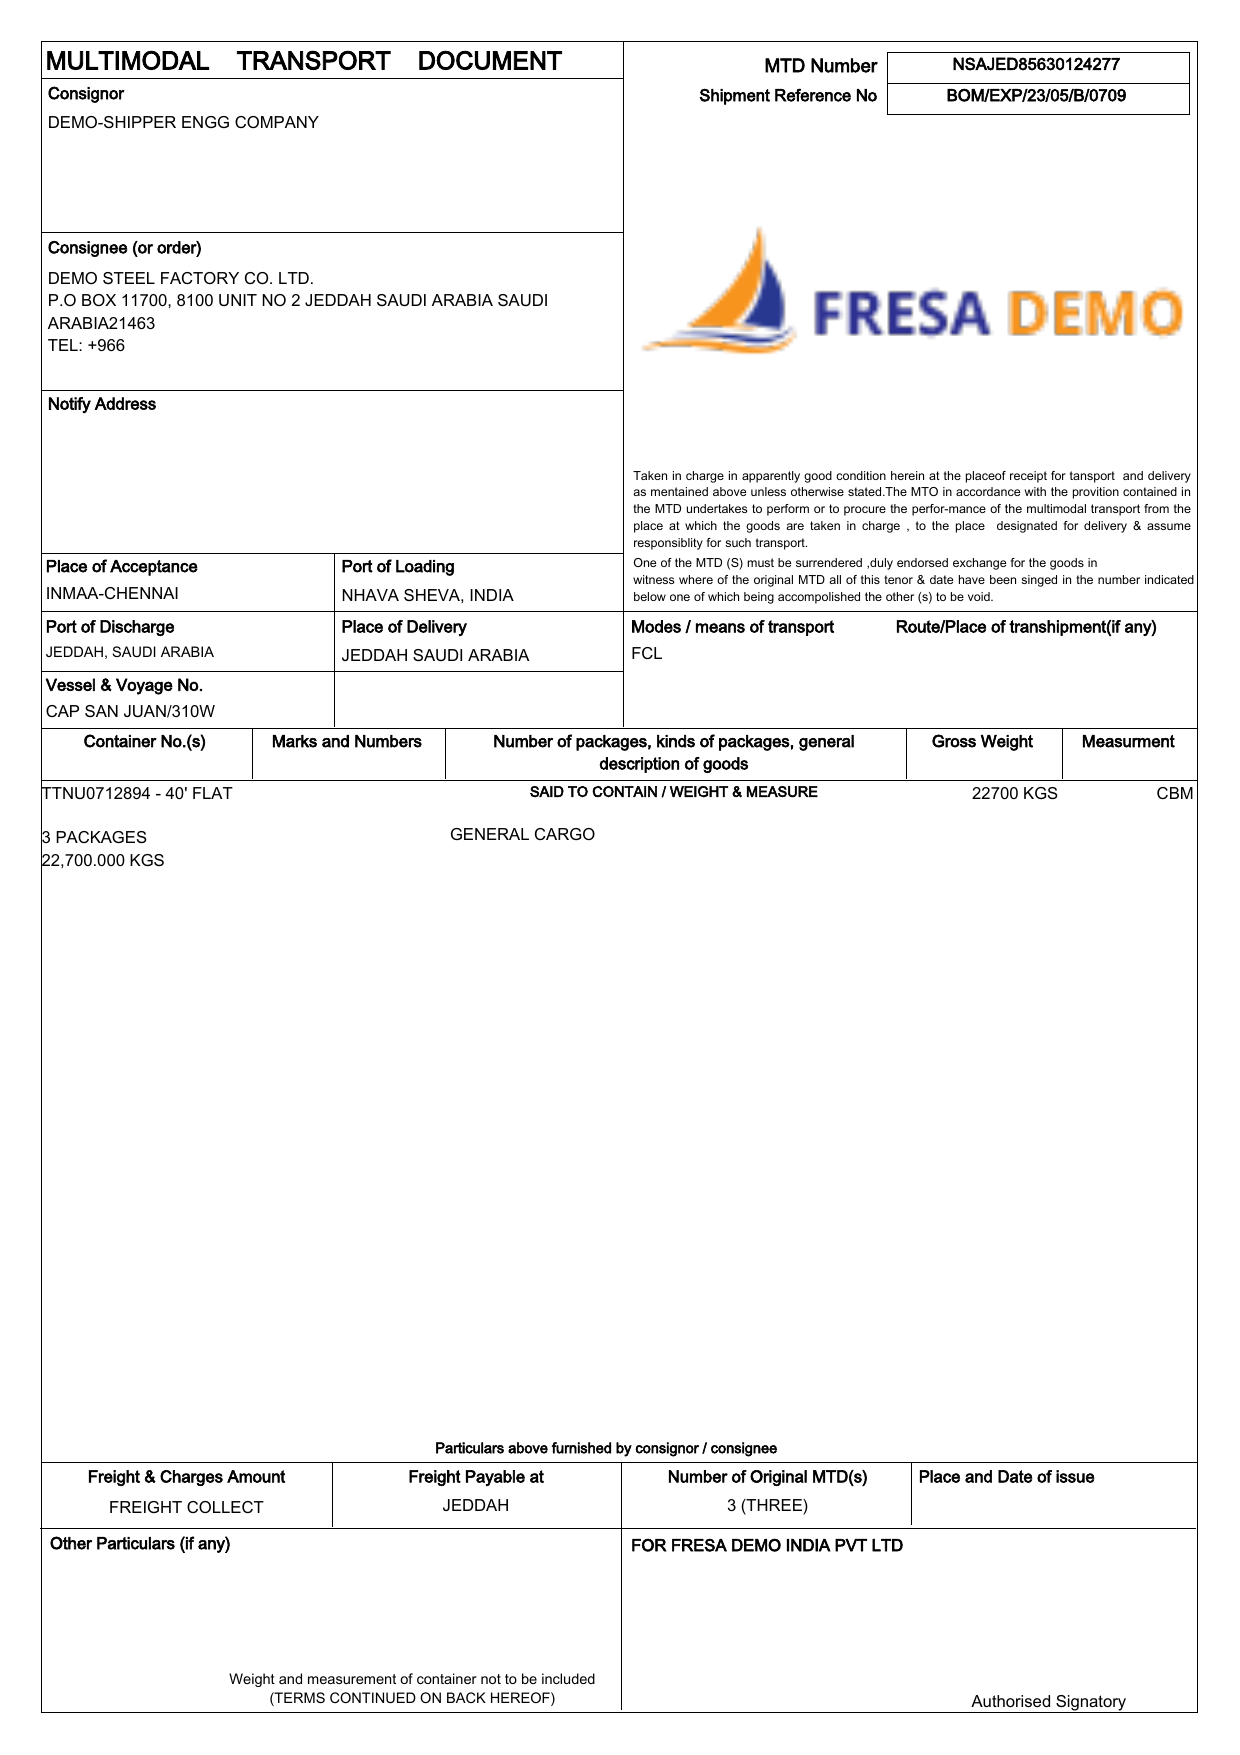 MULTIMODAL TRANSPORT DOCUMENT
MTD Number
NSAJED85630124277
Shipment Reference No
BOM/EXP/23/05/B/0709
Consignor
DEMO-SHIPPER ENGG COMPANY
Consignee (or order)
DEMO STEEL FACTORY CO. LTD.
P.O BOX 11700, 8100 UNIT NO 2 JEDDAH SAUDI ARABIA SAUDI
ARABIA21463
TEL: +966
FRESA DEMO
Notify Address
Taken in charge in apparently good condition herein at the placeof receipt for tansport and delivery
as mentained above unless otherwise stated.The MTO in accordance with the provition contained in
the MTD undertakes to perform or to procure the perfor-mance of the multimodal transport from the
place at which the goods are taken in charge , to the place designated for delivery & assume
responsiblity for such transport.
One of the MTD (S) must be surrendered ,duly endorsed exchange for the goods in
witness where of the original MTD all of this tenor & date have been singed in the number indicated
below one of which being accompolished the other (s) to be void.
Place of Acceptance
INMAA-CHENNAI
Port of Loading
NHAVA SHEVA, INDIA
Port of Discharge
JEDDAH, SAUDI ARABIA
Place of Delivery
JEDDAH SAUDI ARABIA
Modes / means of transport
FCL
Route/Place of transhipment(if any)
Vessel & Voyage No.
CAP SAN JUAN/310W
Container No.(s)
Marks and Numbers
Number of packages, kinds of packages, general
description of goods
Gross Weight
Measurment
TTNU0712894 - 40' FLAT
SAID TO CONTAIN / WEIGHT & MEASURE
22700 KGS
CBM
3 PACKAGES
22,700.000 KGS
GENERAL CARGO
Particulars above furnished by consignor / consignee
Freight & Charges Amount
FREIGHT COLLECT
Freight Payable at
JEDDAH
Number of Original MTD(s)
3 (THREE)
Place and Date of issue
Other Particulars (if any)
FOR FRESA DEMO INDIA PVT LTD
Weight and measurement of container not to be included
(TERMS CONTINUED ON BACK HEREOF)
Authorised Signatory